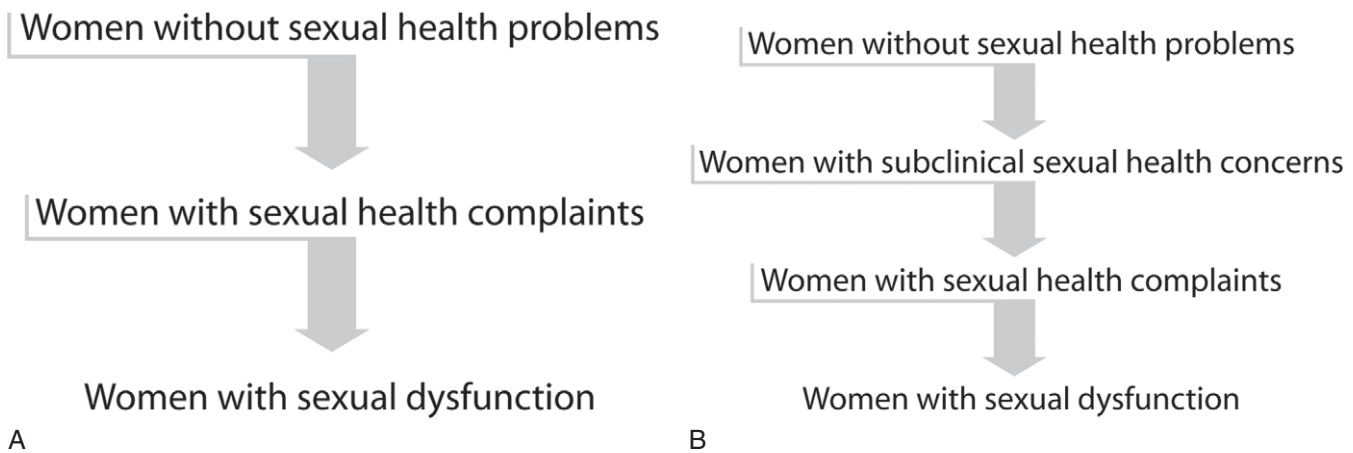 Women without sexual health problems
Women with sexual health complaints
Women with sexual dysfunction
A
Women without sexual health problems
Women with subclinical sexual health concerns
Women with sexual health complaints
Women with sexual dysfunction
B